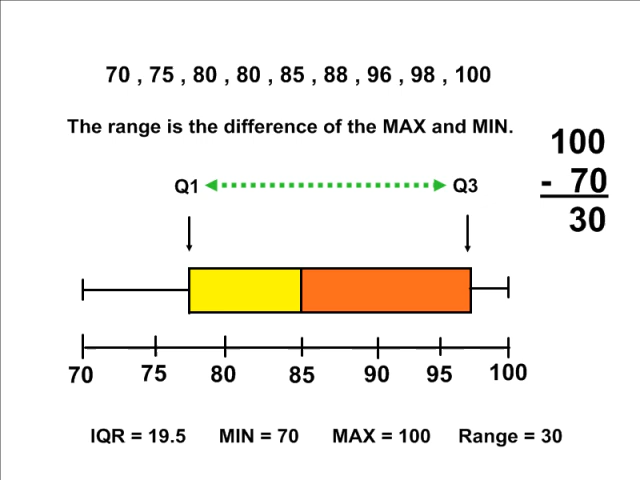 70 , 75 , 80 , 80 , 85 , 88 , 96 , 98 , 100
The range is the difference of the MAX and MIN.
100
- 70
30
Q1 Q3
70 75 80 85 90 95 100
IQR = 19.5 MIN = 70 MAX = 100 Range = 30